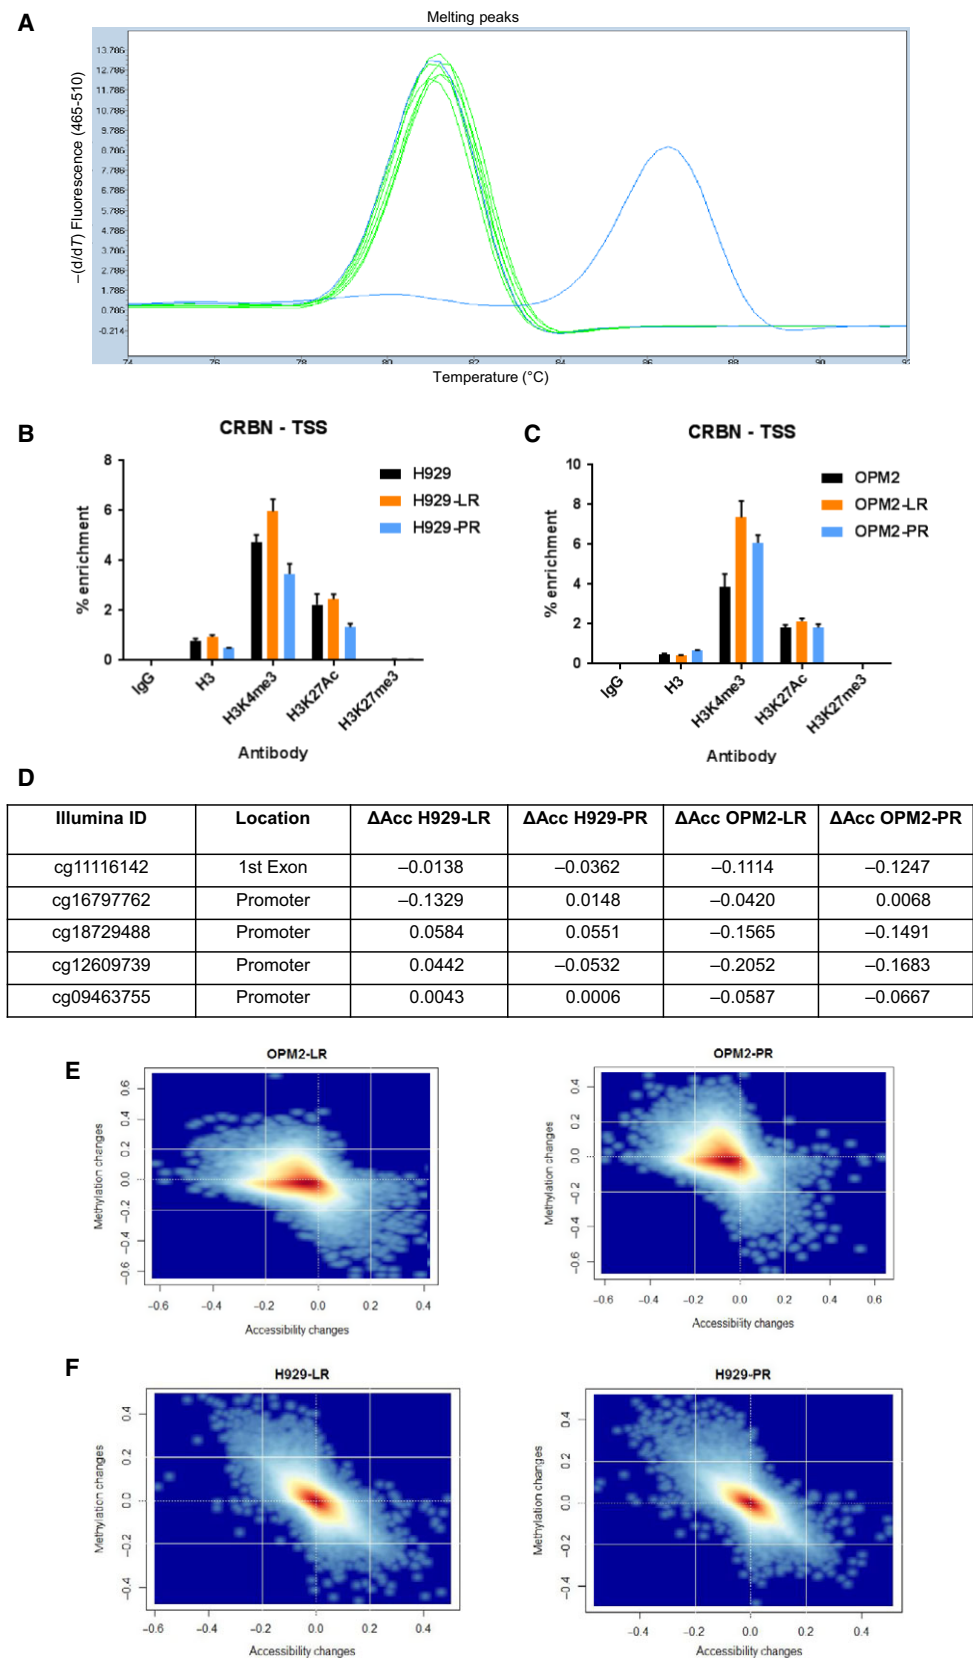 A
Melting peaks
13.786
12.786
11.786
10.786
9.786
8.786
7.786
6.786
5.786
4.786
3.786
2.786
1.786
0.786
-0.214
−(d/dT) Fluorescence (465-510)
74 76 78 80 82 84 86 88 90 92
Temperature (°C)
B
CRBN - TSS
8
6
4
2
0
% enrichment
H929
H929-LR
H929-PR
IgG H3 H3K4me3 H3K27Ac H3K27me3
Antibody
C
CRBN - TSS
10
8
6
4
2
0
% enrichment
OPM2
OPM2-LR
OPM2-PR
IgG H3 H3K4me3 H3K27Ac H3K27me3
Antibody
D
Illumina ID Location ΔAcc H929-LR ΔAcc H929-PR ΔAcc OPM2-LR ΔAcc OPM2-PR
cg11116142 1st Exon −0.0138 −0.0362 −0.1114 −0.1247
cg16797762 Promoter −0.1329 0.0148 −0.0420 0.0068
cg18729488 Promoter 0.0584 0.0551 −0.1565 −0.1491
cg12609739 Promoter 0.0442 −0.0532 −0.2052 −0.1683
cg09463755 Promoter 0.0043 0.0006 −0.0587 −0.0667
E
OPM2-LR
Methylation changes
0.6
0.4
0.2
0.0
−0.2
−0.4
−0.6
−0.6 −0.4 −0.2 0.0 0.2 0.4
Accessibility changes
OPM2-PR
Methylation changes
0.4
0.2
0.0
−0.2
−0.4
−0.6
−0.6 −0.4 −0.2 0.0 0.2 0.4 0.6
Accessibility changes
F
H929-LR
Methylation changes
0.4
0.2
0.0
−0.2
−0.4
−0.6 −0.4 −0.2 0.0 0.2 0.4
Accessibility changes
H929-PR
Methylation changes
0.4
0.2
0.0
−0.2
−0.4
−0.4 −0.2 0.0 0.2 0.4
Accessibility changes